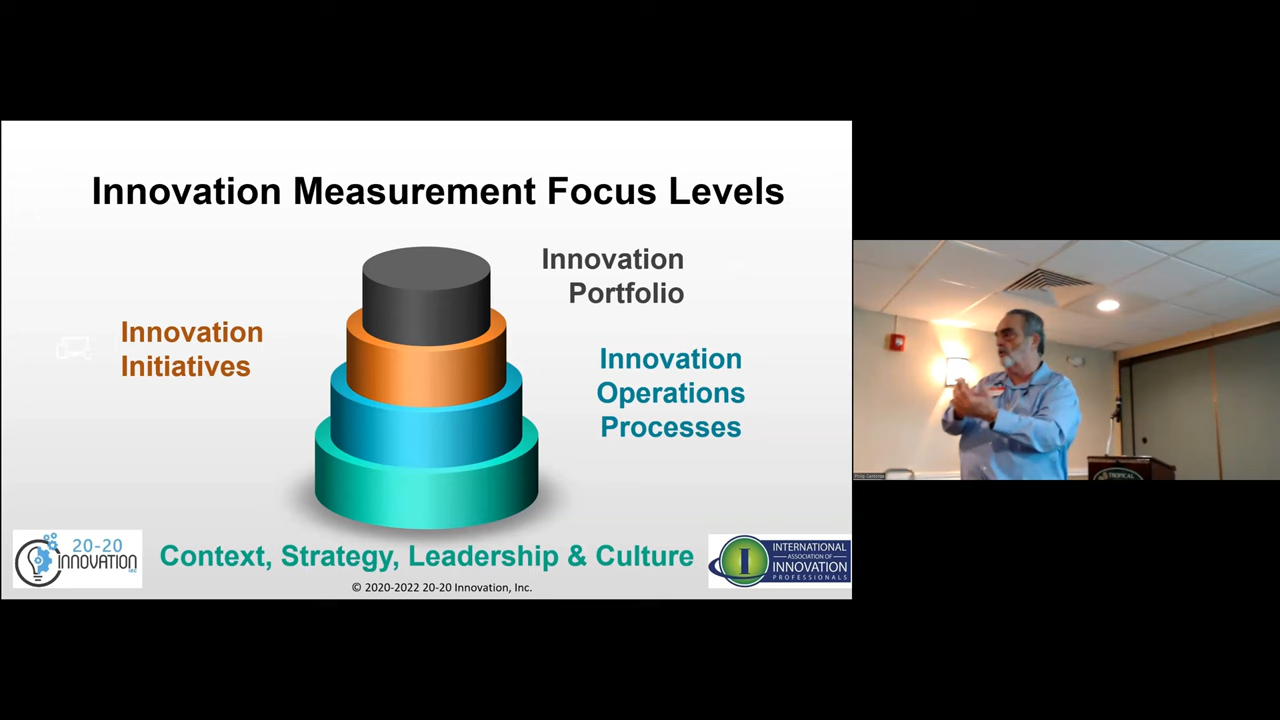 Innovation Measurement Focus Levels
Innovation
Portfolio
Innovation
Initiatives
Innovation
Operations
Processes
Context, Strategy, Leadership & Culture
© 2020-2022 20-20 Innovation, Inc.
20-20
INNOVATION
INTERNATIONAL
ASSOCIATION OF
INNOVATION
PROFESSIONALS
I
TROPICAL